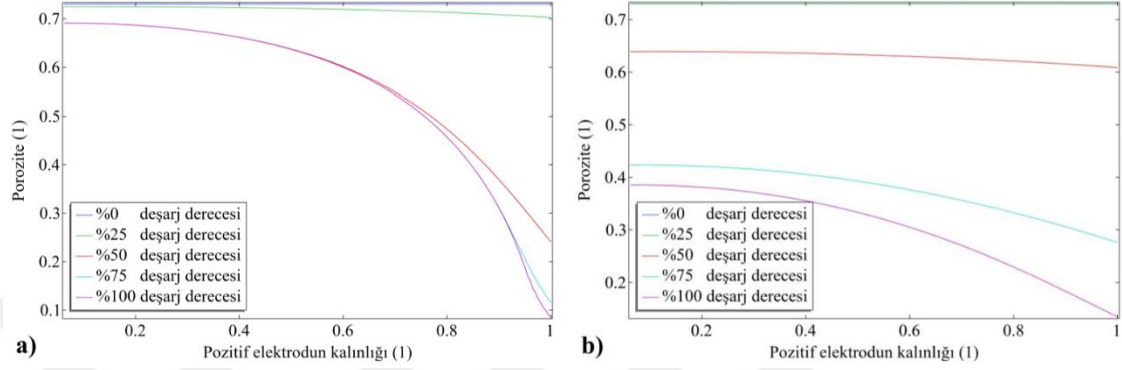 0.7
0.6
0.5
0.4
0.3
0.2
0.1
Porozite (1)
%0 deşarj derecesi
%25 deşarj derecesi
%50 deşarj derecesi
%75 deşarj derecesi
%100 deşarj derecesi
0.2 0.4 0.6 0.8 1
Pozitif elektrodun kalınlığı (1)
a)
0.7
0.6
0.5
0.4
0.3
0.2
Porozite (1)
%0 deşarj derecesi
%25 deşarj derecesi
%50 deşarj derecesi
%75 deşarj derecesi
%100 deşarj derecesi
0.2 0.4 0.6 0.8 1
Pozitif elektrodun kalınlığı (1)
b)